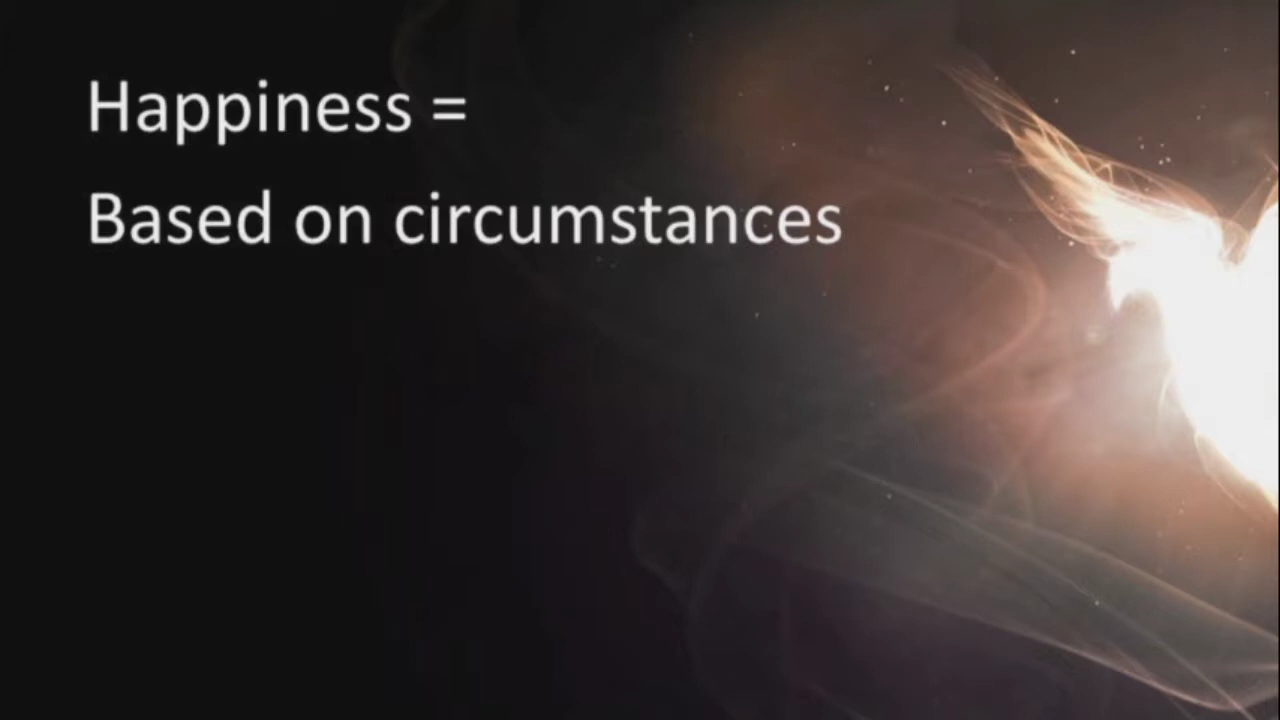 Happiness =
Based on circumstances